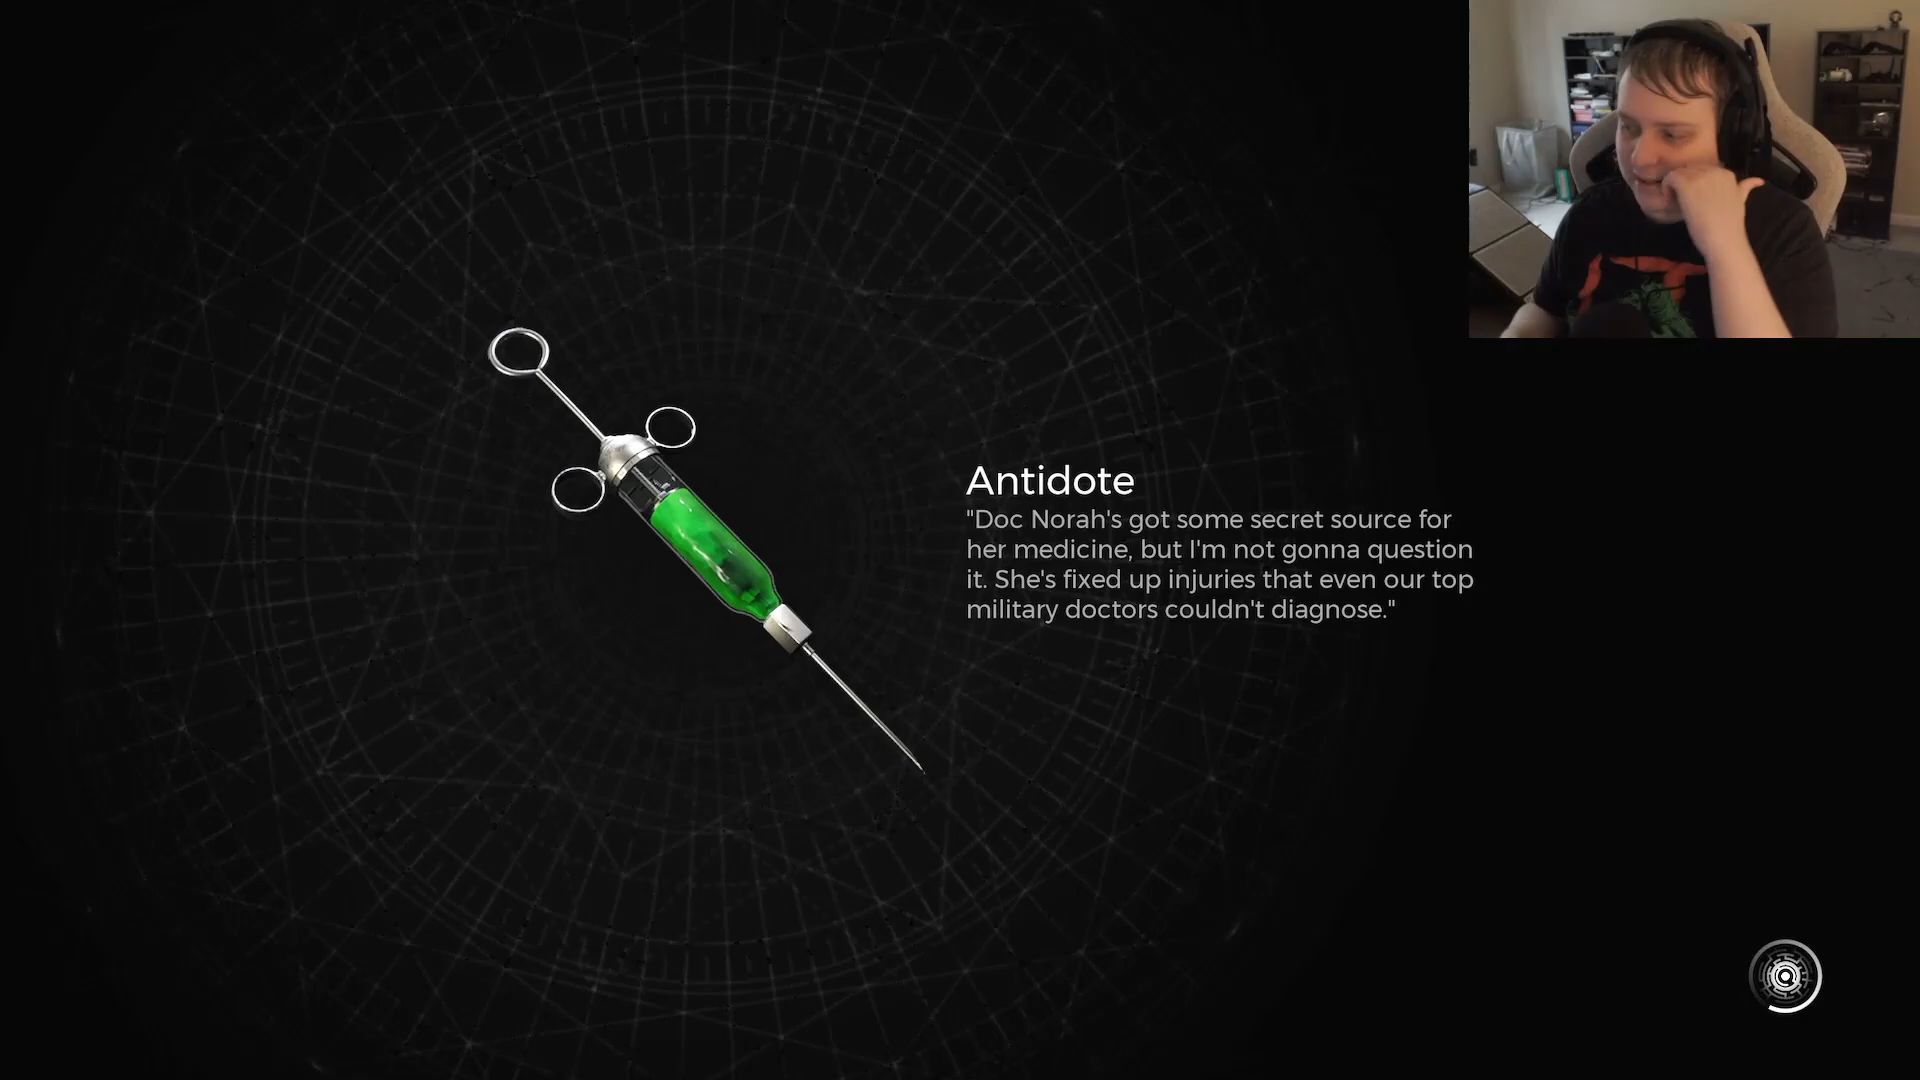 Antidote
"Doc Norah's got some secret source for
her medicine, but I'm not gonna question
it. She's fixed up injuries that even our top
military doctors couldn't diagnose."